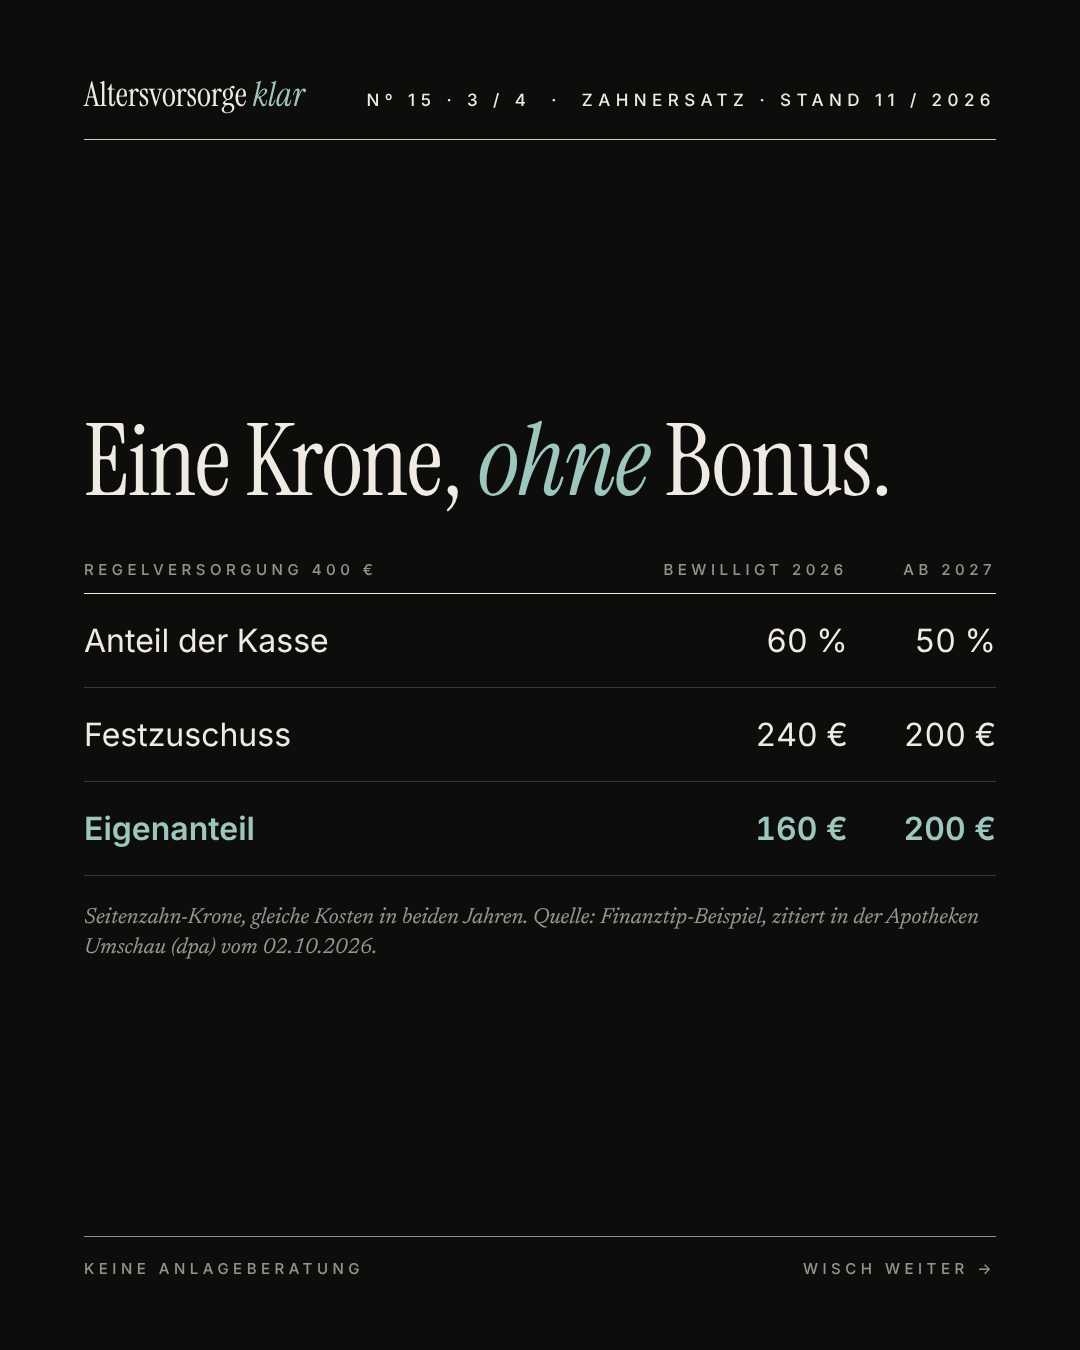 Altersvorsorge klar
Nº 15 · 3 / 4 · ZAHNERSATZ · STAND 11 / 2026
Eine Krone, ohne Bonus.
REGELVERSORGUNG 400 € BEWILLIGT 2026 AB 2027
Anteil der Kasse 60 % 50 %
Festzuschuss 240 € 200 €
Eigenanteil 160 € 200 €
Seitenzahn-Krone, gleiche Kosten in beiden Jahren. Quelle: Finanztip-Beispiel, zitiert in der Apotheken
Umschau (dpa) vom 02.10.2026.
KEINE ANLAGEBERATUNG WISCH WEITER →